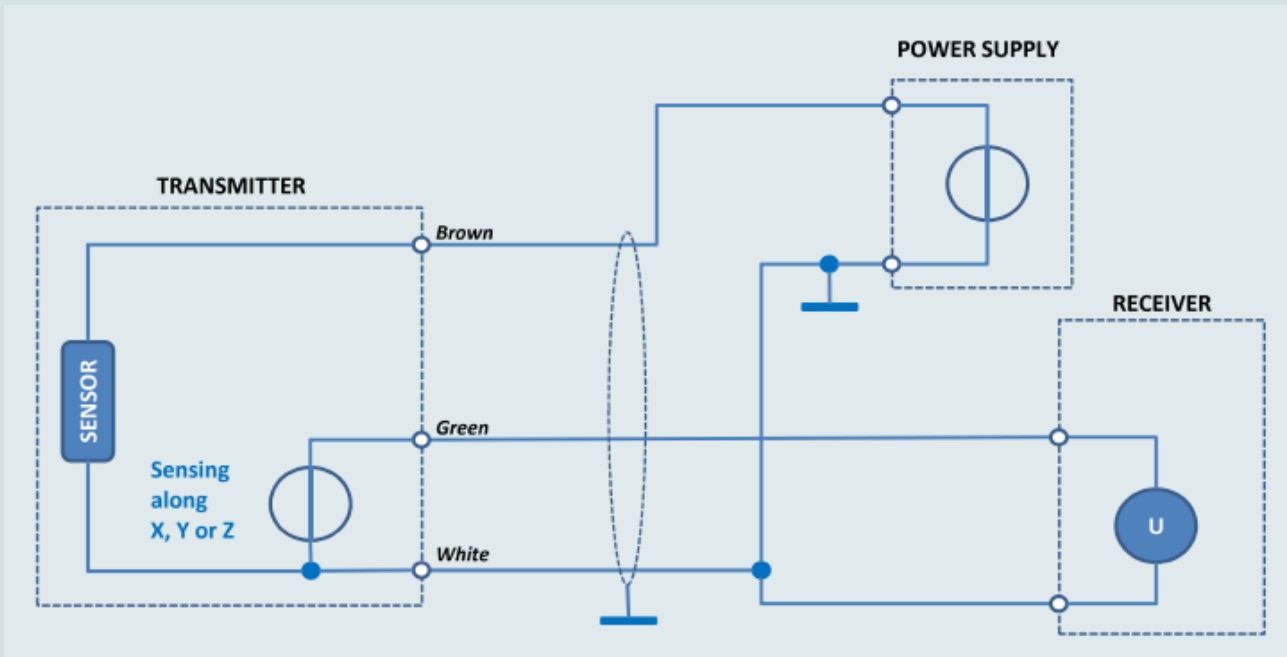 POWER SUPPLY
TRANSMITTER
Brown
RECEIVER
SENSOR
Green
Sensing
along
X, Y or Z
U
White